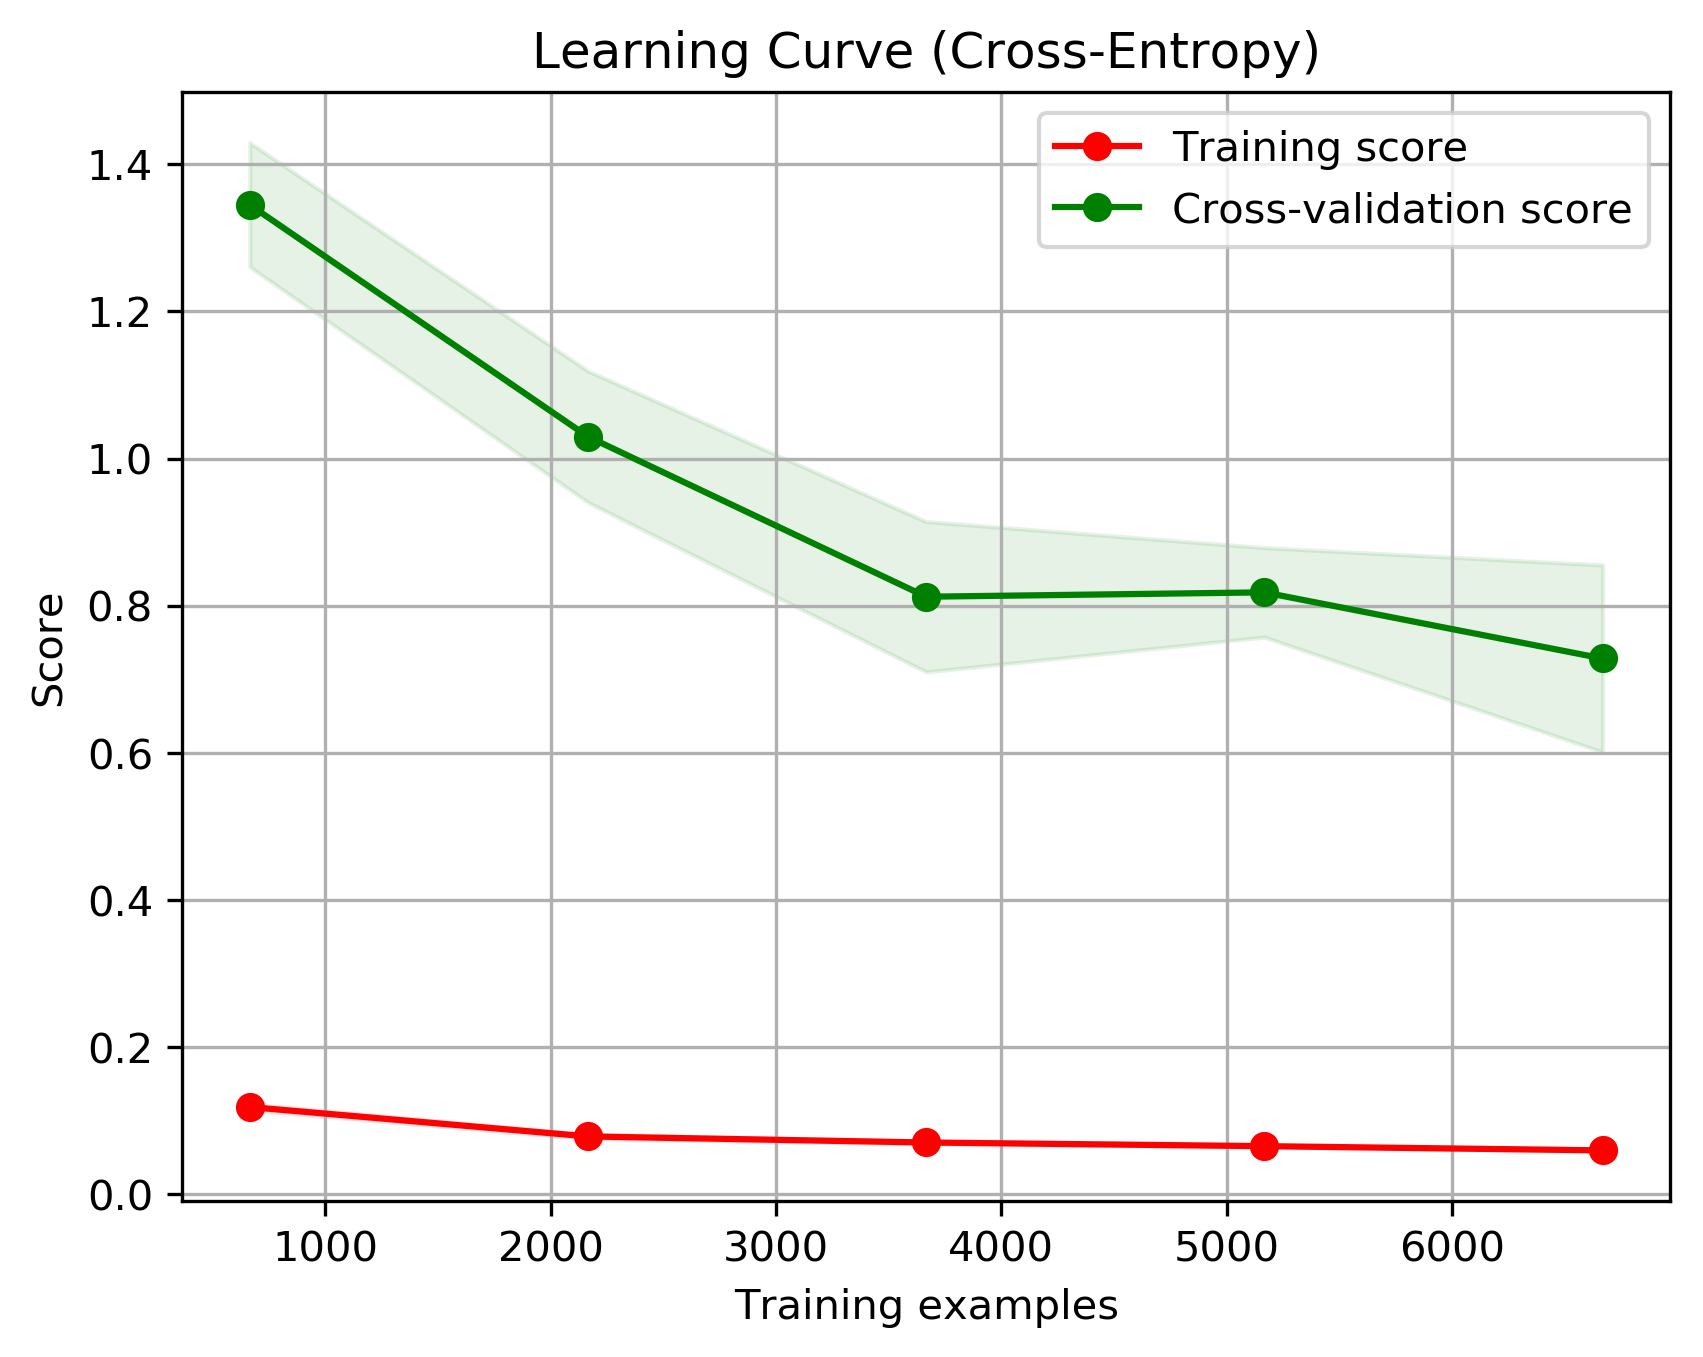 Learning Curve (Cross-Entropy)
Training score
Cross-validation score
1.4
1.2
1.0
0.8
0.6
0.4
0.2
0.0
Score
1000 2000 3000 4000 5000 6000
Training examples